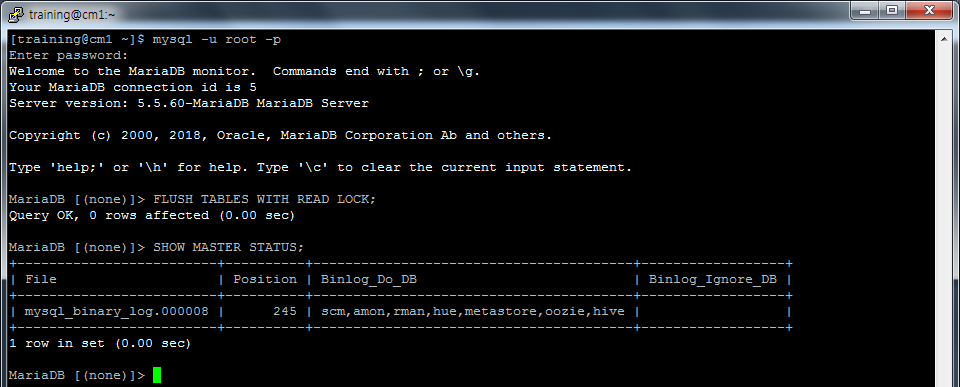 training@cm1:~
[training@cm1 ~]$ mysql -u root -p
Enter password:
Welcome to the MariaDB monitor.  Commands end with ; or \g.
Your MariaDB connection id is 5
Server version: 5.5.60-MariaDB MariaDB Server
Copyright (c) 2000, 2018, Oracle, MariaDB Corporation Ab and others.
Type 'help;' or '\h' for help. Type '\c' to clear the current input statement.
MariaDB [(none)]> FLUSH TABLES WITH READ LOCK;
Query OK, 0 rows affected (0.00 sec)
MariaDB [(none)]> SHOW MASTER STATUS;
+-------------------------+----------+---------------------------------------+------------------+
| File                    | Position | Binlog_Do_DB                          | Binlog_Ignore_DB |
+-------------------------+----------+---------------------------------------+------------------+
| mysql_binary_log.000008 |      245 | scm,amon,rman,hue,metastore,oozie,hive |                  |
+-------------------------+----------+---------------------------------------+------------------+
1 row in set (0.00 sec)
MariaDB [(none)]>